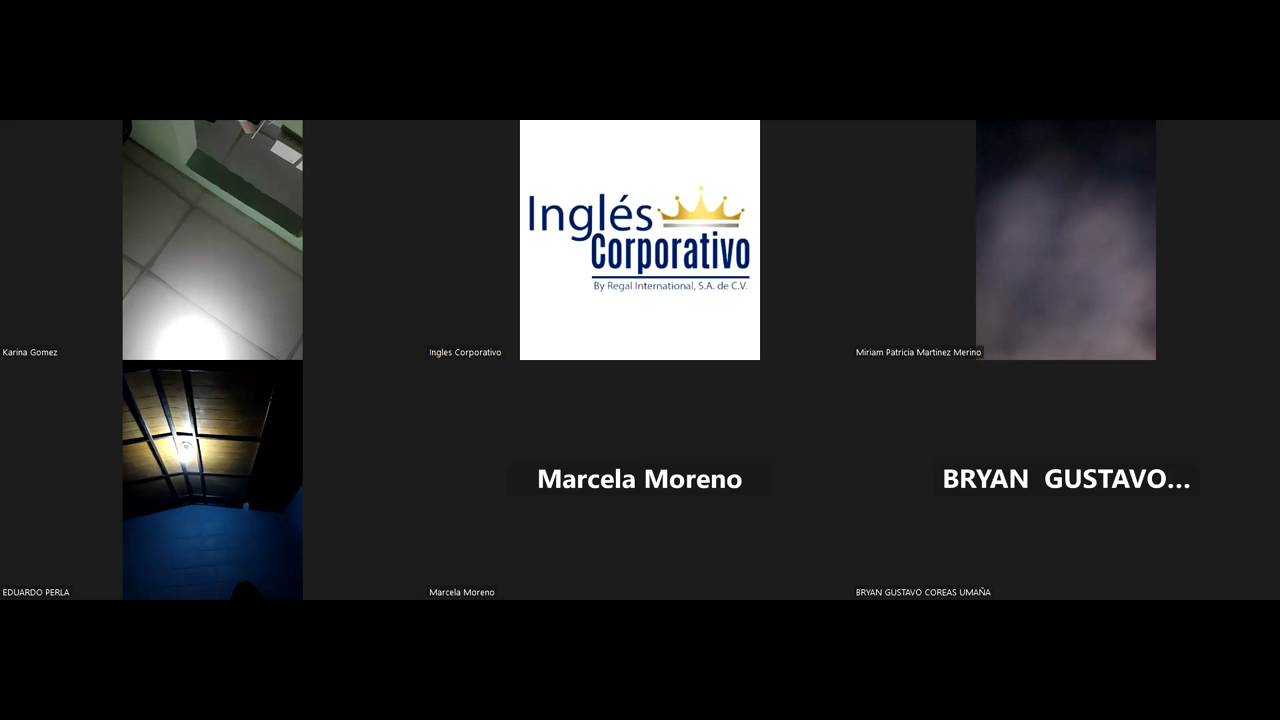 Inglés
Corporativo
By Regal International, S.A. de C.V.
Karina Gomez
Ingles Corporativo
Miriam Patricia Martinez Merino
Marcela Moreno
BRYAN GUSTAVO...
EDUARDO PERLA
Marcela Moreno
BRYAN GUSTAVO COREAS UMAÑA